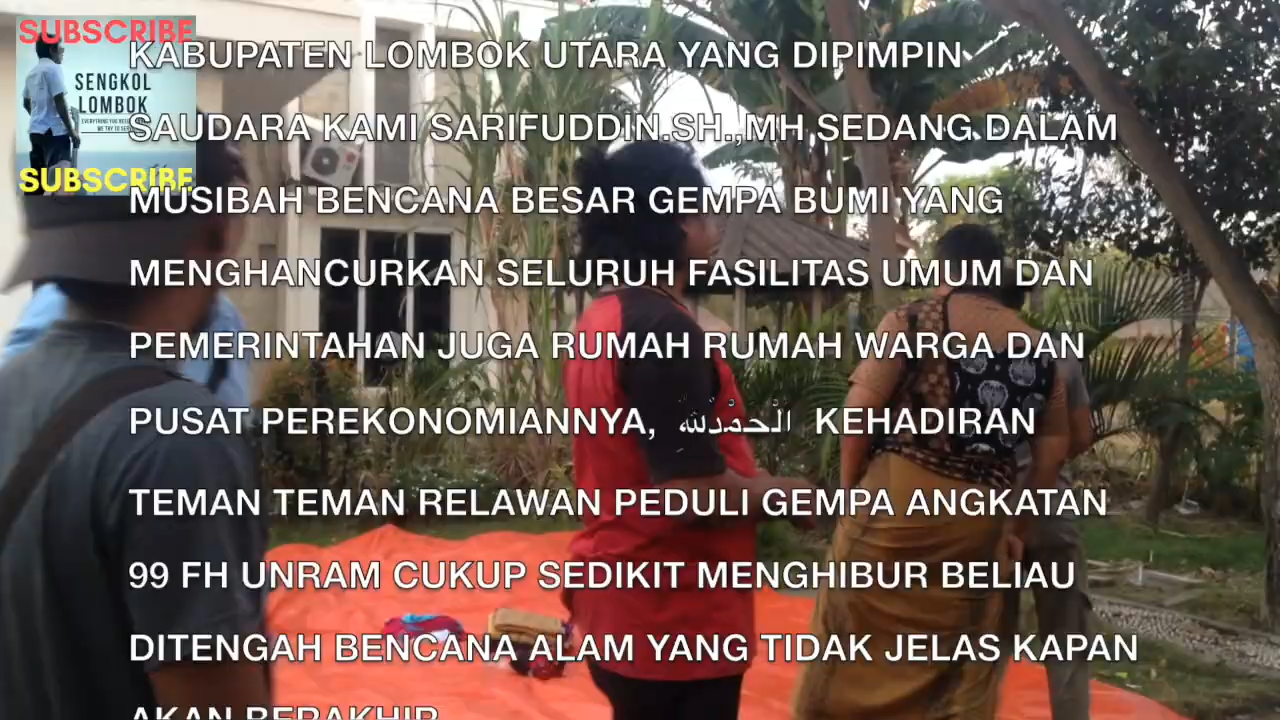 SUBSCRIBE
SENGKOL
LOMBOK
SUBSCRIBE
KABUPATEN LOMBOK UTARA YANG DIPIMPIN
SAUDARA KAMI SARIFUDDIN.SH.,MH SEDANG DALAM
MUSIBAH BENCANA BESAR GEMPA BUMI YANG
MENGHANCURKAN SELURUH FASILITAS UMUM DAN
PEMERINTAHAN JUGA RUMAH RUMAH WARGA DAN
PUSAT PEREKONOMIANNYA, الْحَمْدُلِلّهِ KEHADIRAN
TEMAN TEMAN RELAWAN PEDULI GEMPA ANGKATAN
99 FH UNRAM CUKUP SEDIKIT MENGHIBUR BELIAU
DITENGAH BENCANA ALAM YANG TIDAK JELAS KAPAN
AKAN BERAKHIR